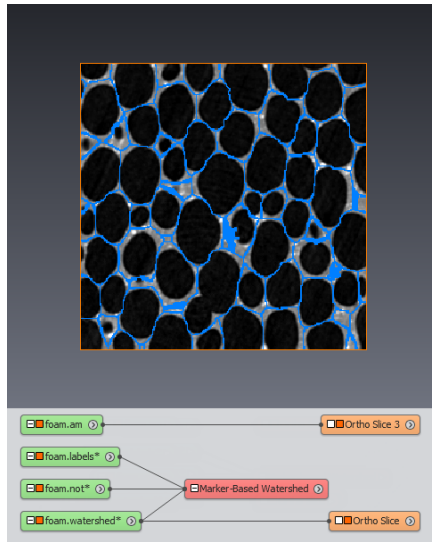 foam.am
Ortho Slice 3
foam.labels*
foam.not*
Marker-Based Watershed
foam.watershed*
Ortho Slice